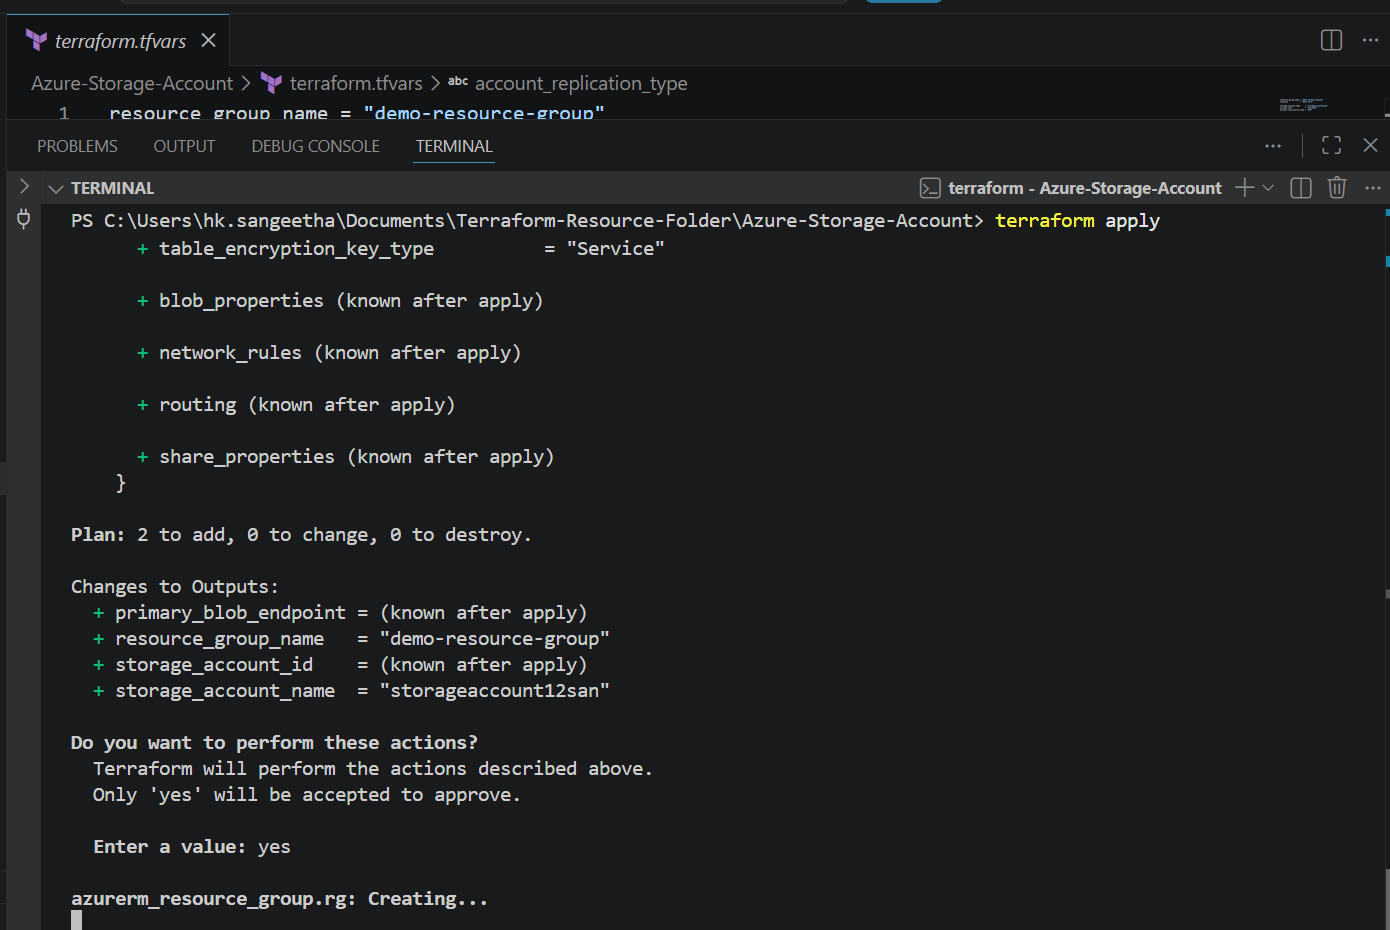 terraform.tfvars
Azure-Storage-Account > terraform.tfvars > abc account_replication_type
1 resource_group_name = "demo-resource-group"
PROBLEMS OUTPUT DEBUG CONSOLE TERMINAL
TERMINAL terraform - Azure-Storage-Account
PS C:\Users\hk.sangeetha\Documents\Terraform-Resource-Folder\Azure-Storage-Account> terraform apply
+ table_encryption_key_type = "Service"
+ blob_properties (known after apply)
+ network_rules (known after apply)
+ routing (known after apply)
+ share_properties (known after apply)
}
Plan: 2 to add, 0 to change, 0 to destroy.
Changes to Outputs:
+ primary_blob_endpoint = (known after apply)
+ resource_group_name = "demo-resource-group"
+ storage_account_id = (known after apply)
+ storage_account_name = "storageaccount12san"
Do you want to perform these actions?
Terraform will perform the actions described above.
Only 'yes' will be accepted to approve.
Enter a value: yes
azurerm_resource_group.rg: Creating...